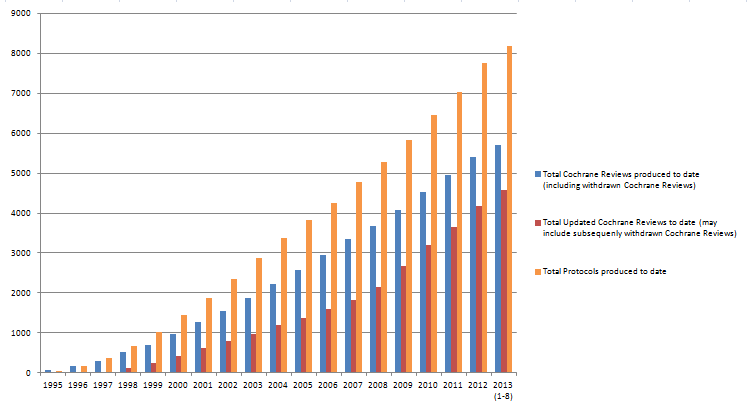 9000
8000
7000
6000
5000
4000
3000
2000
1000
0
1995 1996 1997 1998 1999 2000 2001 2002 2003 2004 2005 2006 2007 2008 2009 2010 2011 2012 2013
(1-8)
Total Cochrane Reviews produced to date
(including withdrawn Cochrane Reviews)
Total Updated Cochrane Reviews to date (may
include subsequenly withdrawn Cochrane Reviews)
Total Protocols produced to date